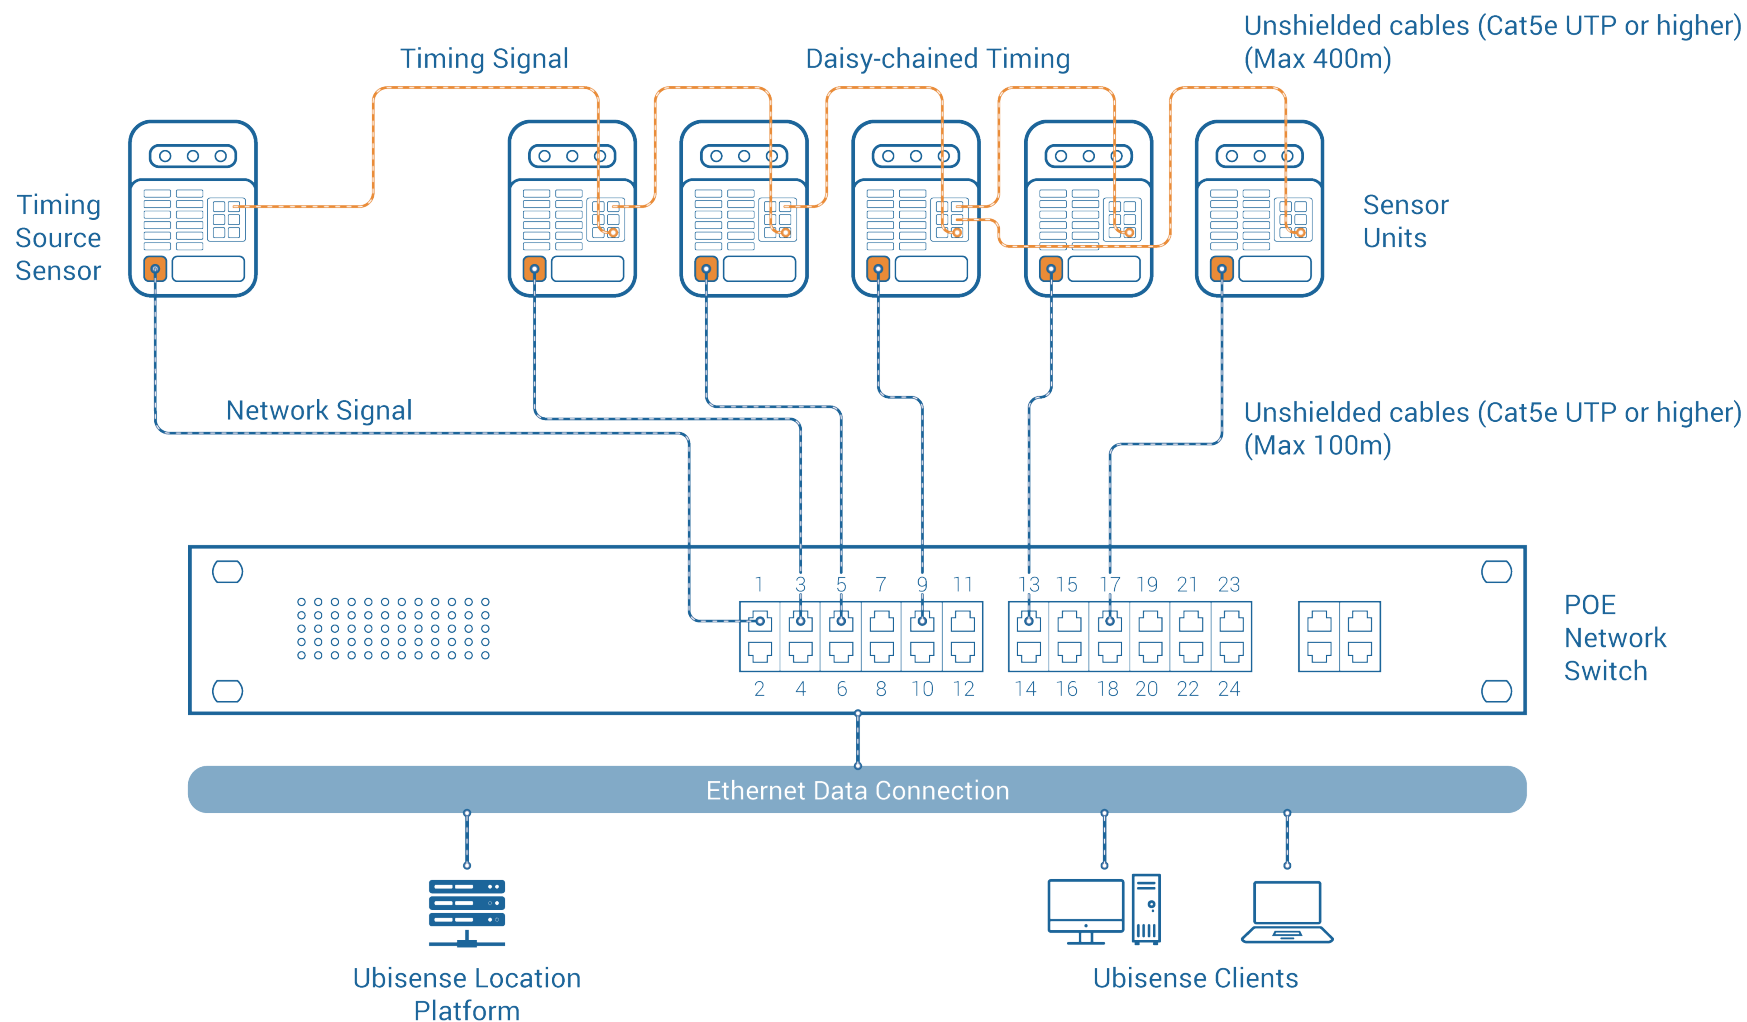 Unshielded cables (Cat5e UTP or higher)
(Max 400m)
Timing Signal
Daisy-chained Timing
Timing
Source
Sensor
Sensor
Units
Network Signal
Unshielded cables (Cat5e UTP or higher)
(Max 100m)
1 3 5 7 9 11 13 15 17 19 21 23
2 4 6 8 10 12 14 16 18 20 22 24
POE
Network
Switch
Ethernet Data Connection
Ubisense Location
Platform
Ubisense Clients